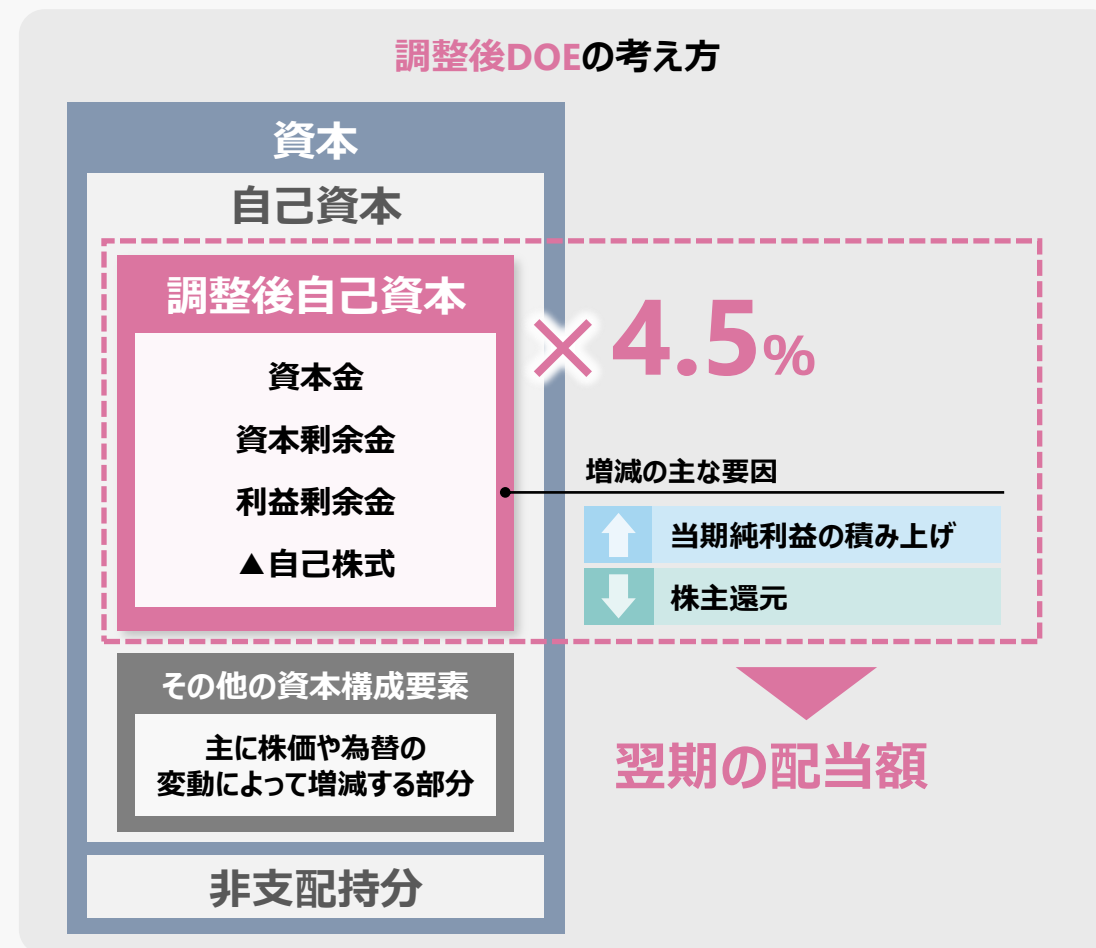 調整後DOEの考え方
資本
自己資本
調整後自己資本
資本金
資本剰余金
利益剰余金
▲自己株式
×4.5%
増減の主な要因
当期純利益の積み上げ
株主還元
その他の資本構成要素
主に株価や為替の
変動によって増減する部分
翌期の配当額
非支配持分